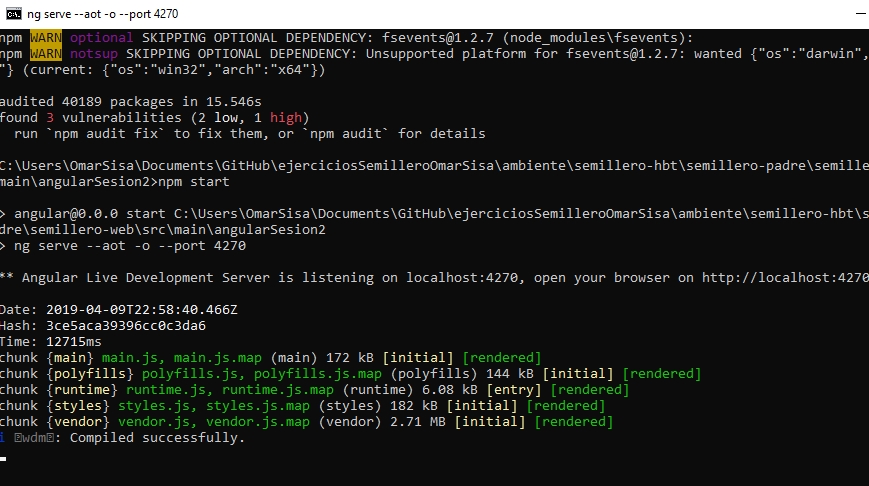 ng serve --aot -o --port 4270
npm WARN optional SKIPPING OPTIONAL DEPENDENCY: fsevents@1.2.7 (node_modules\fsevents):
npm WARN notsup SKIPPING OPTIONAL DEPENDENCY: Unsupported platform for fsevents@1.2.7: wanted {"os":"darwin",
"} (current: {"os":"win32","arch":"x64"})
audited 40189 packages in 15.546s
found 3 vulnerabilities (2 low, 1 high)
run `npm audit fix` to fix them, or `npm audit` for details
C:\Users\OmarSisa\Documents\GitHub\ejerciciosSemilleroOmarSisa\ambiente\semillero-hbt\semillero-padre\semille
main\angularSesion2>npm start
> angular@0.0.0 start C:\Users\OmarSisa\Documents\GitHub\ejerciciosSemilleroOmarSisa\ambiente\semillero-hbt\s
dre\semillero-web\src\main\angularSesion2
> ng serve --aot -o --port 4270
** Angular Live Development Server is listening on localhost:4270, open your browser on http://localhost:4270
Date: 2019-04-09T22:58:40.466Z
Hash: 3ce5aca39396cc0c3da6
Time: 12715ms
chunk {main} main.js, main.js.map (main) 172 kB [initial] [rendered]
chunk {polyfills} polyfills.js, polyfills.js.map (polyfills) 144 kB [initial] [rendered]
chunk {runtime} runtime.js, runtime.js.map (runtime) 6.08 kB [entry] [rendered]
chunk {styles} styles.js, styles.js.map (styles) 182 kB [initial] [rendered]
chunk {vendor} vendor.js, vendor.js.map (vendor) 2.71 MB [initial] [rendered]
i wdm: Compiled successfully.